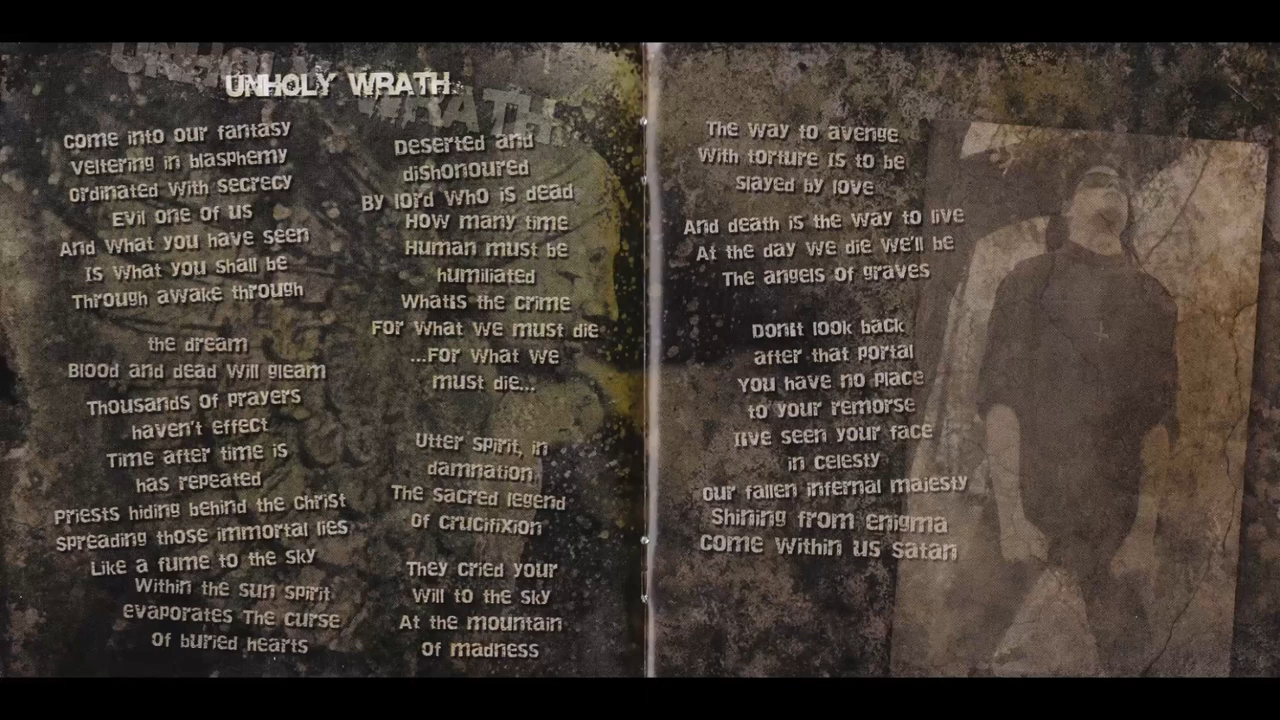 UNHOLY WRATH
UNHOLY WRATH
Come into our fantasy
Veltering in blasphemy
Ordinated With secrecy
Evil one of us
And What you have seen
Is What you shall be
Through awake through
the dream
Blood and dead Will gleam
Thousands of prayers
haven't effect
Time after time is
has repeated
Priests hiding behind the Christ
Spreading those immortal lies
Like a fume to the Sky
Within the sun spirit
evaporates The curse
Of buried hearts
Deserted and
dishonoured
By lord Who is dead
How many time
Human must be
humiliated
Whatis the crime
For What we must die
...For What we
must die...
Utter spirit, in
damnation
The sacred legend
Of Crucifixion
They cried your
Will to the sky
At the mountain
Of madness
The way to avenge
With torture is to be
Slayed by love
And death is the way to live
At the day we die We'll be
The angels of graves
Donit look back
after that portal
You have no place
to your remorse
Iive seen your face
in celesty
Our fallen infernal majesty
Shining from enigma
Come Within us Satan